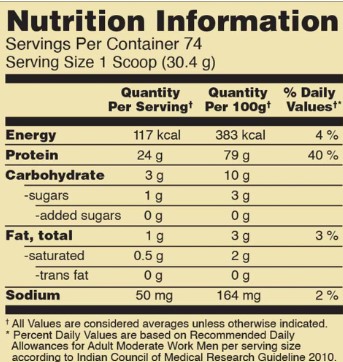 Nutrition Information
Servings Per Container 74
Serving Size 1 Scoop (30.4 g)
Quantity Per Serving† Quantity Per 100g† % Daily Values†*
Energy 117 kcal 383 kcal 4 %
Protein 24 g 79 g 40 %
Carbohydrate 3 g 10 g
-sugars 1 g 3 g
-added sugars 0 g 0 g
Fat, total 1 g 3 g 3 %
-saturated 0.5 g 2 g
-trans fat 0 g 0 g
Sodium 50 mg 164 mg 2 %
† All Values are considered averages unless otherwise indicated.
* Percent Daily Values are based on Recommended Daily
Allowances for Adult Moderate Work Men per serving size
according to Indian Council of Medical Research Guideline 2010.